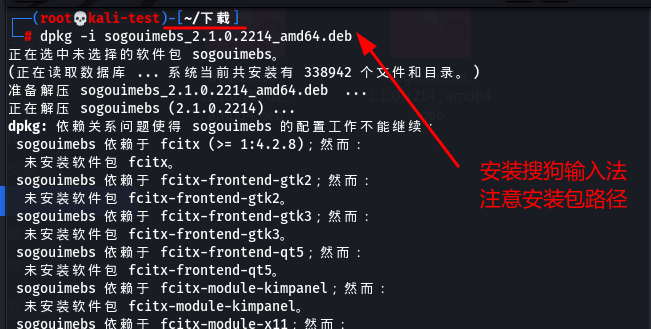 (root💀kali-test)-[~/下载]
# dpkg -i sogouimebs_2.1.0.2214_amd64.deb
正在选中未选择的软件包 sogouimebs。
(正在读取数据库 ... 系统当前共安装有 338942 个文件和目录。)
准备解压 sogouimebs_2.1.0.2214_amd64.deb ...
正在解压 sogouimebs (2.1.0.2214) ...
dpkg: 依赖关系问题使得 sogouimebs 的配置工作不能继续：
sogouimebs 依赖于 fcitx (>= 1:4.2.8)；然而：
未安装软件包 fcitx。
sogouimebs 依赖于 fcitx-frontend-gtk2；然而：
未安装软件包 fcitx-frontend-gtk2。
sogouimebs 依赖于 fcitx-frontend-gtk3；然而：
未安装软件包 fcitx-frontend-gtk3。
sogouimebs 依赖于 fcitx-frontend-qt5；然而：
未安装软件包 fcitx-frontend-qt5。
sogouimebs 依赖于 fcitx-module-kimpanel；然而：
未安装软件包 fcitx-module-kimpanel。
sogouimebs 依赖于 fcitx-module-x11；然而：
安装搜狗输入法
注意安装包路径